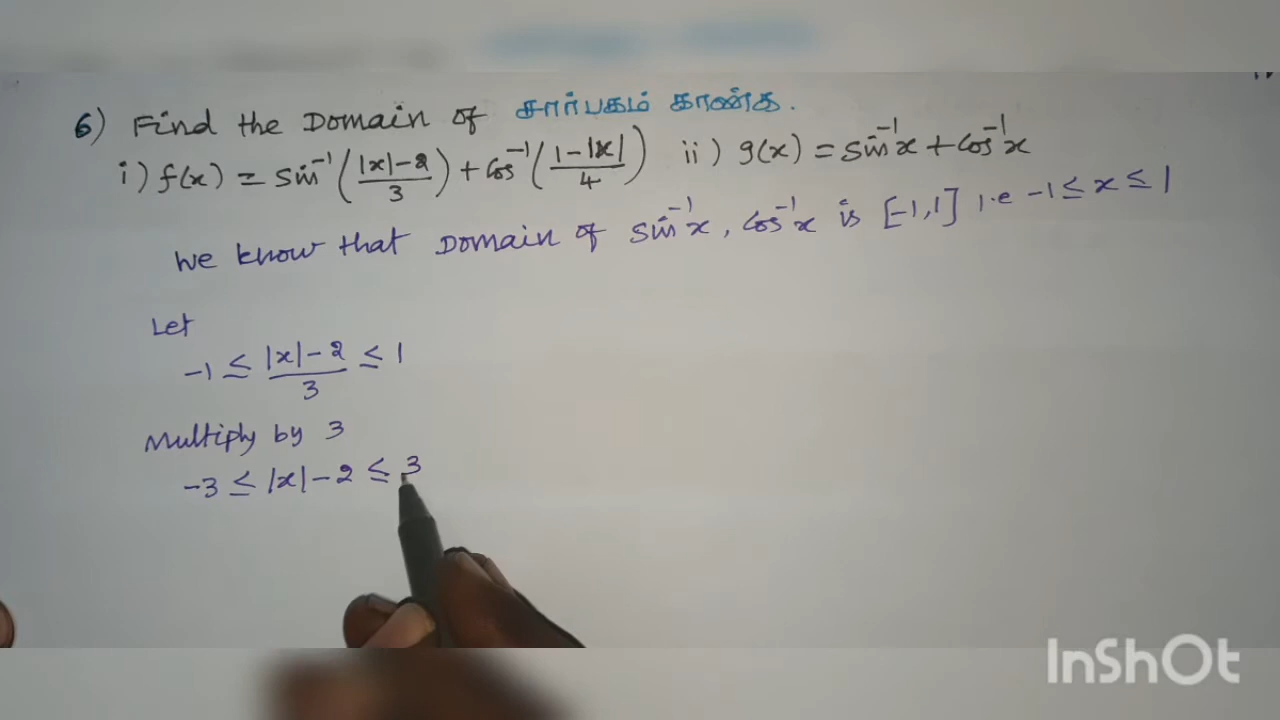 6) Find the Domain of சார்பகம் காண்க.
i) f(x) = sin⁻¹(|x|-2/3) + cos⁻¹(1-|x|/4) ii) g(x) = sin⁻¹x + cos⁻¹x
We know that Domain of sin⁻¹x, cos⁻¹x is [-1,1] i.e -1 ≤ x ≤ 1
Let
-1 ≤ |x|-2/3 ≤ 1
Multiply by 3
-3 ≤ |x|-2 ≤ 3
InShOt